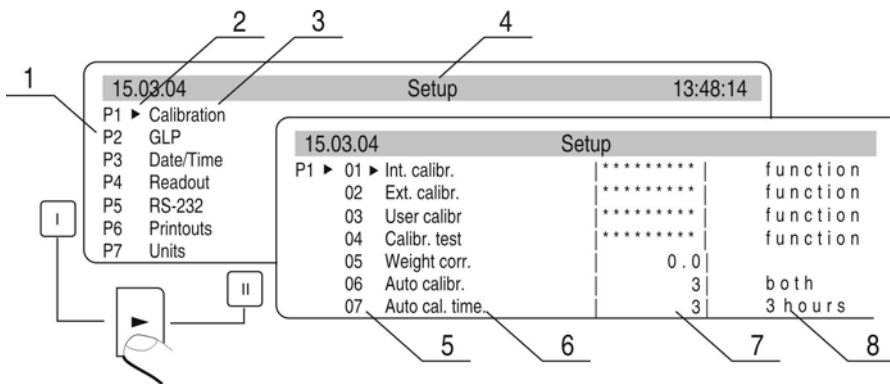 1 2 3 4
15.03.04 Setup 13:48:14
P1 ► Calibration
P2 GLP
P3 Date/Time
P4 Readout
P5 RS-232
P6 Printouts
P7 Units
15.03.04 Setup
P1 ► 01 ► Int. calibr. |*********| function
02 Ext. calibr. |*********| function
03 User calibr |*********| function
04 Calibr. test |*********| function
05 Weight corr. | 0.0|
06 Auto calibr. | 3| both
07 Auto cal. time. | 3| 3 hours
I
II
►
5 6 7 8